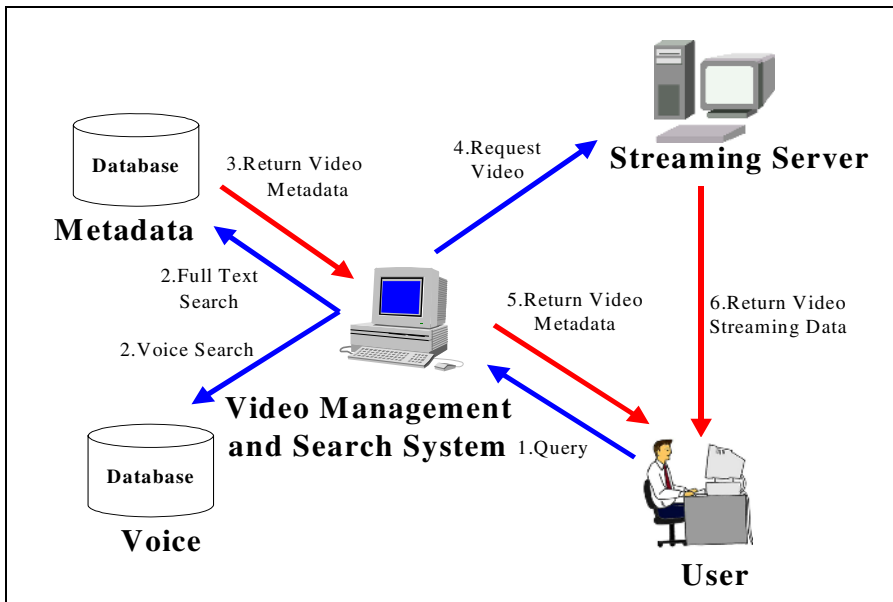 Database
Metadata
3.Return Video
Metadata
4.Request
Video
Streaming Server
2.Full Text
Search
2.Voice Search
5.Return Video
Metadata
6.Return Video
Streaming Data
Video Management
and Search System
1.Query
Database
Voice
User